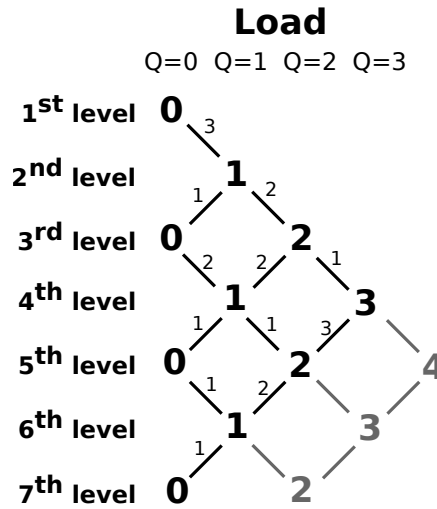 Load
Q=0 Q=1 Q=2 Q=3
1st level 0
3
2nd level 1
1 2
3rd level 0 2
2 2 1
4th level 1 3
1 1 3
5th level 0 2 4
1 2
6th level 1 3
1
7th level 0 2